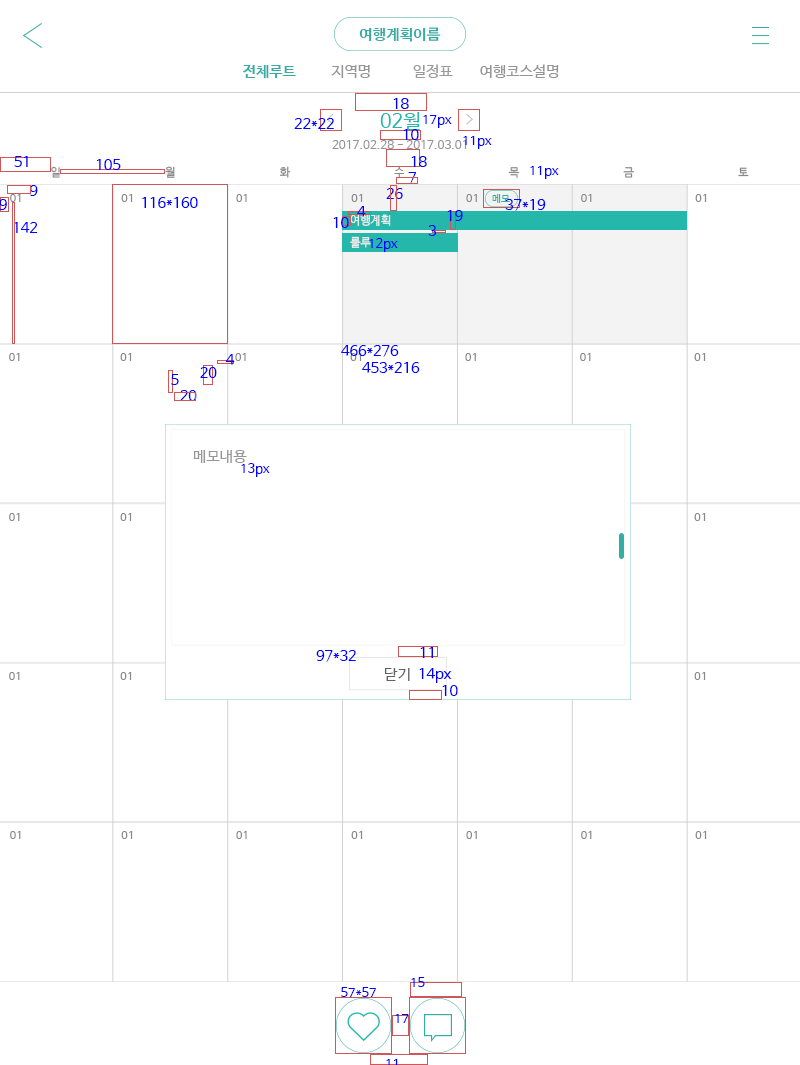 여행계획이름
전체루트 지역명 일정표 여행코스설명
18
22*22 02월 17px
10
2017.02.28 - 2017.03.01 11px
51 105 18
일 월 화 수 목 11px 금 토
7
9 26
01 01 01 01 01 메모 01 01
9 116*160 37*19
4 19
142 10 여행계획 3
룰루 12px
466*276
01 01 01 01 01 01 01
4 453*216
5 20
20
메모내용
13px
01 01 01
97*32 11
01 01 닫기 14px 01
10
01 01 01 01 01 01 01
15
57*57
17
11